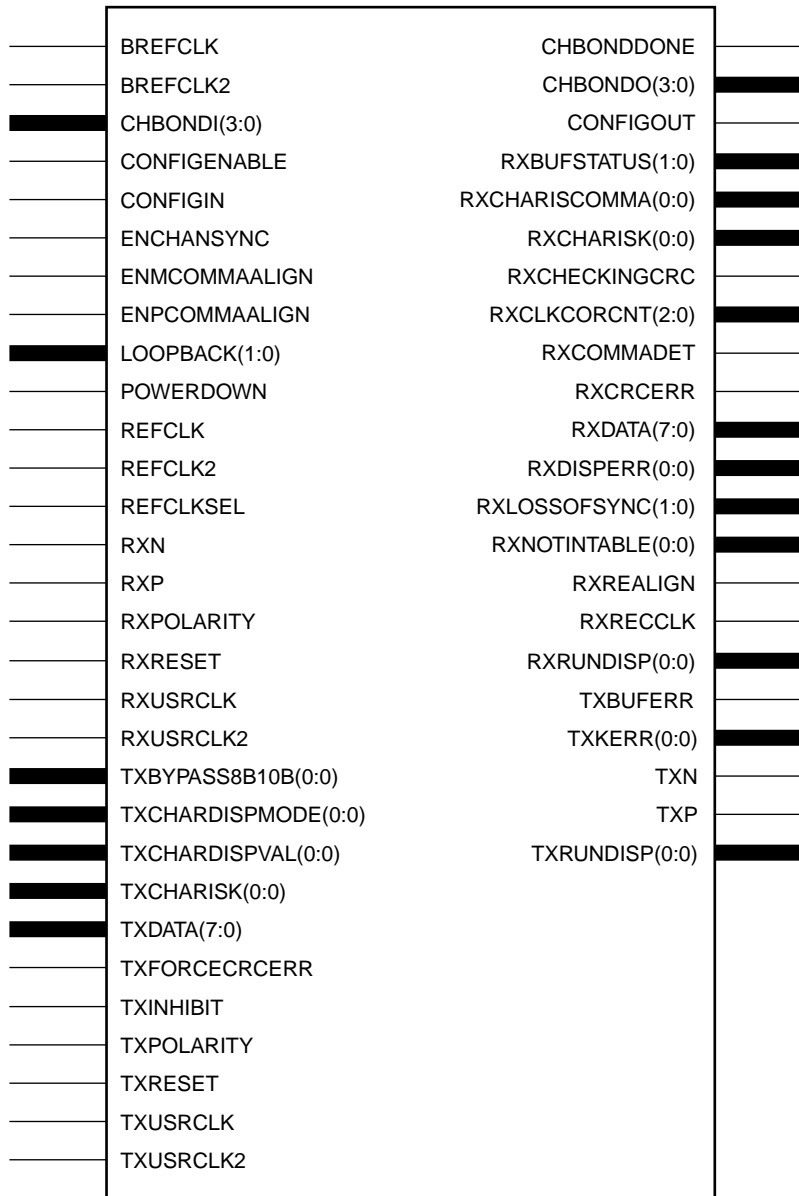 BREFCLK
BREFCLK2
CHBONDI(3:0)
CONFIGENABLE
CONFIGIN
ENCHANSYNC
ENMCOMMAALIGN
ENPCOMMAALIGN
LOOPBACK(1:0)
POWERDOWN
REFCLK
REFCLK2
REFCLKSEL
RXN
RXP
RXPOLARITY
RXRESET
RXUSRCLK
RXUSRCLK2
TXBYPASS8B10B(0:0)
TXCHARDISPMODE(0:0)
TXCHARDISPVAL(0:0)
TXCHARISK(0:0)
TXDATA(7:0)
TXFORCECRCERR
TXINHIBIT
TXPOLARITY
TXRESET
TXUSRCLK
TXUSRCLK2
CHBONDDONE
CHBONDO(3:0)
CONFIGOUT
RXBUFSTATUS(1:0)
RXCHARISCOMMA(0:0)
RXCHARISK(0:0)
RXCHECKINGCRC
RXCLKCORCNT(2:0)
RXCOMMADET
RXCRCERR
RXDATA(7:0)
RXDISPERR(0:0)
RXLOSSOFSYNC(1:0)
RXNOTINTABLE(0:0)
RXREALIGN
RXRECCLK
RXRUNDISP(0:0)
TXBUFERR
TXKERR(0:0)
TXN
TXP
TXRUNDISP(0:0)